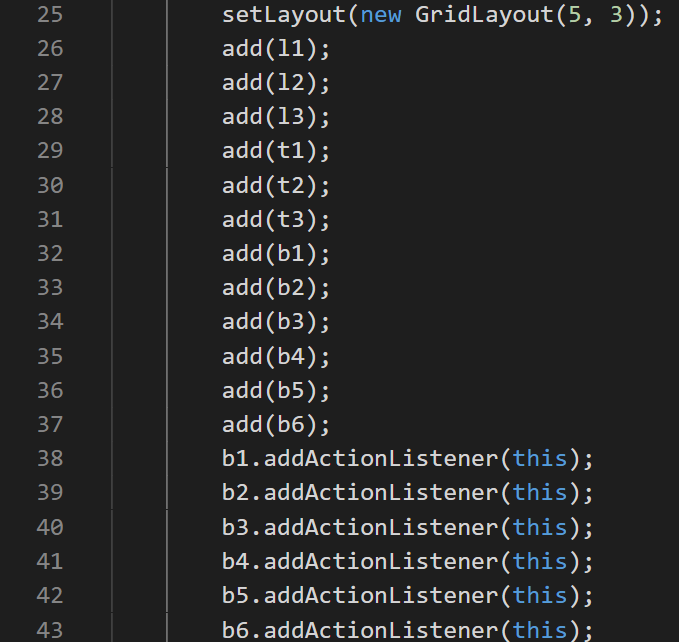 25 setLayout(new GridLayout(5, 3));
26 add(l1);
27 add(l2);
28 add(l3);
29 add(t1);
30 add(t2);
31 add(t3);
32 add(b1);
33 add(b2);
34 add(b3);
35 add(b4);
36 add(b5);
37 add(b6);
38 b1.addActionListener(this);
39 b2.addActionListener(this);
40 b3.addActionListener(this);
41 b4.addActionListener(this);
42 b5.addActionListener(this);
43 b6.addActionListener(this);